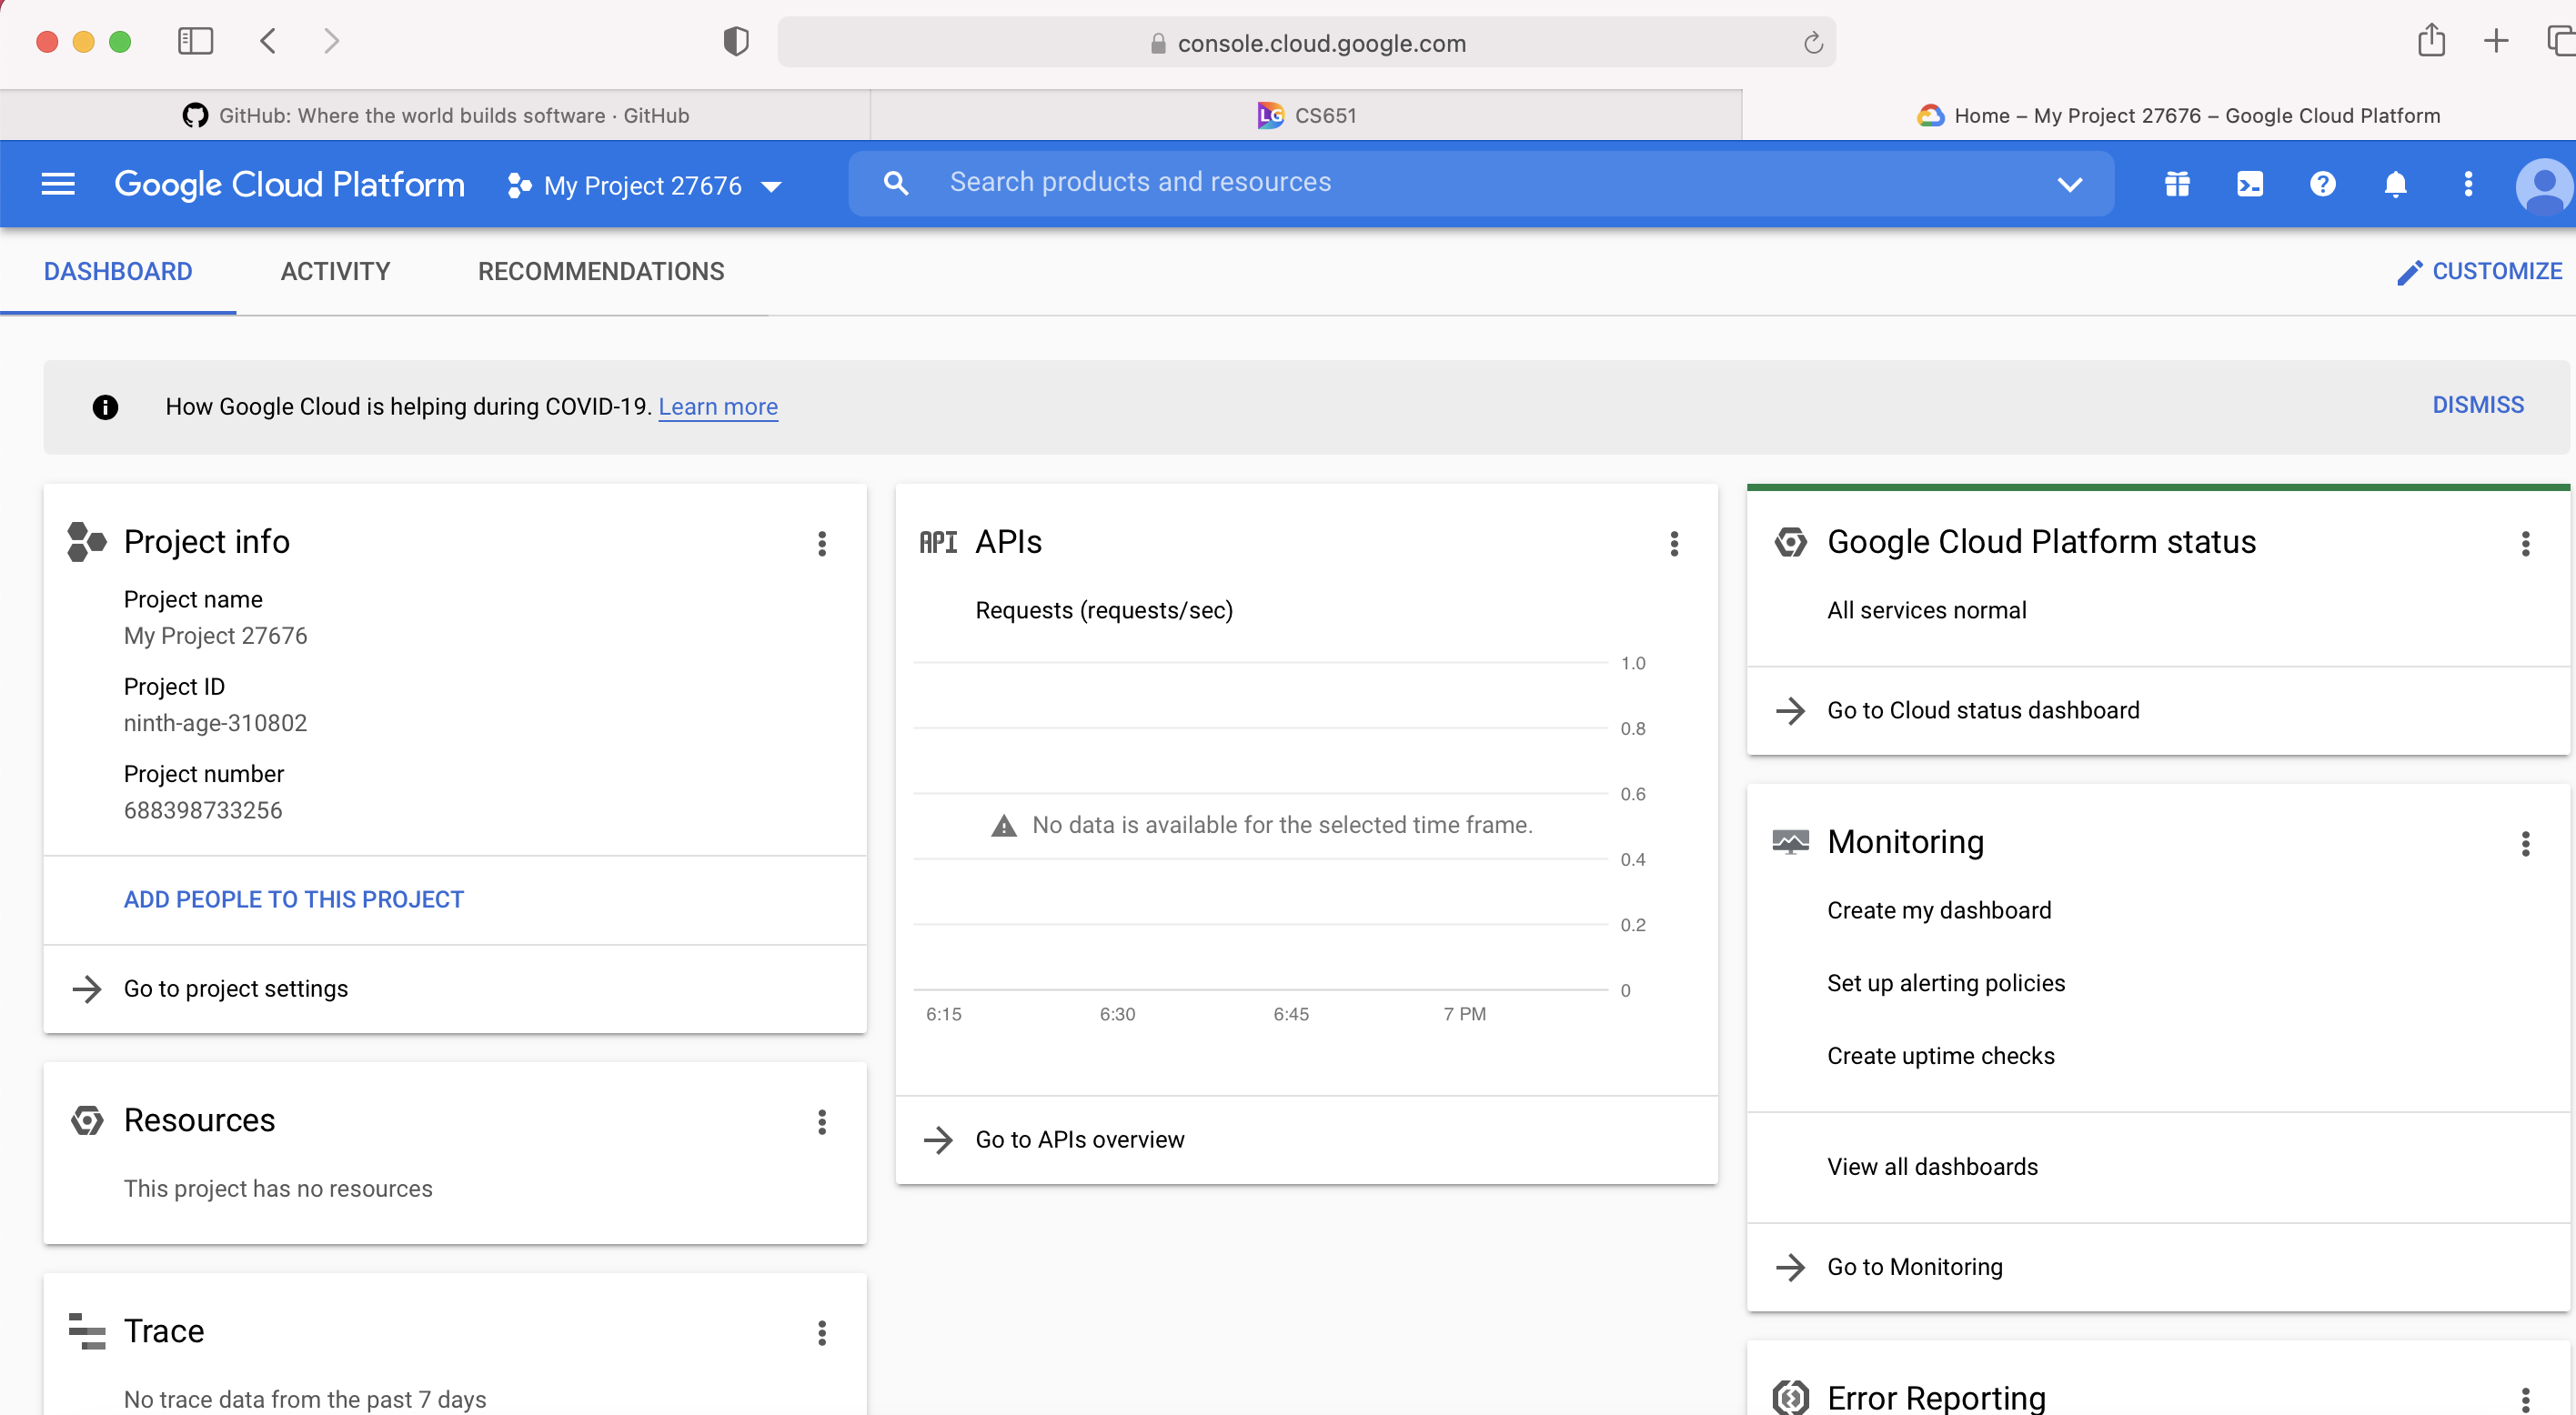 console.cloud.google.com
GitHub: Where the world builds software · GitHub
LG CS651
Home – My Project 27676 – Google Cloud Platform
Google Cloud Platform
My Project 27676
Search products and resources
DASHBOARD
ACTIVITY
RECOMMENDATIONS
CUSTOMIZE
How Google Cloud is helping during COVID-19. Learn more
DISMISS
Project info
Project name
My Project 27676
Project ID
ninth-age-310802
Project number
688398733256
ADD PEOPLE TO THIS PROJECT
Go to project settings
Resources
This project has no resources
Trace
No trace data from the past 7 days
API APIs
Requests (requests/sec)
1.0
0.8
0.6
No data is available for the selected time frame.
0.4
0.2
0
6:15 6:30 6:45 7 PM
Go to APIs overview
Google Cloud Platform status
All services normal
Go to Cloud status dashboard
Monitoring
Create my dashboard
Set up alerting policies
Create uptime checks
View all dashboards
Go to Monitoring
Error Reporting